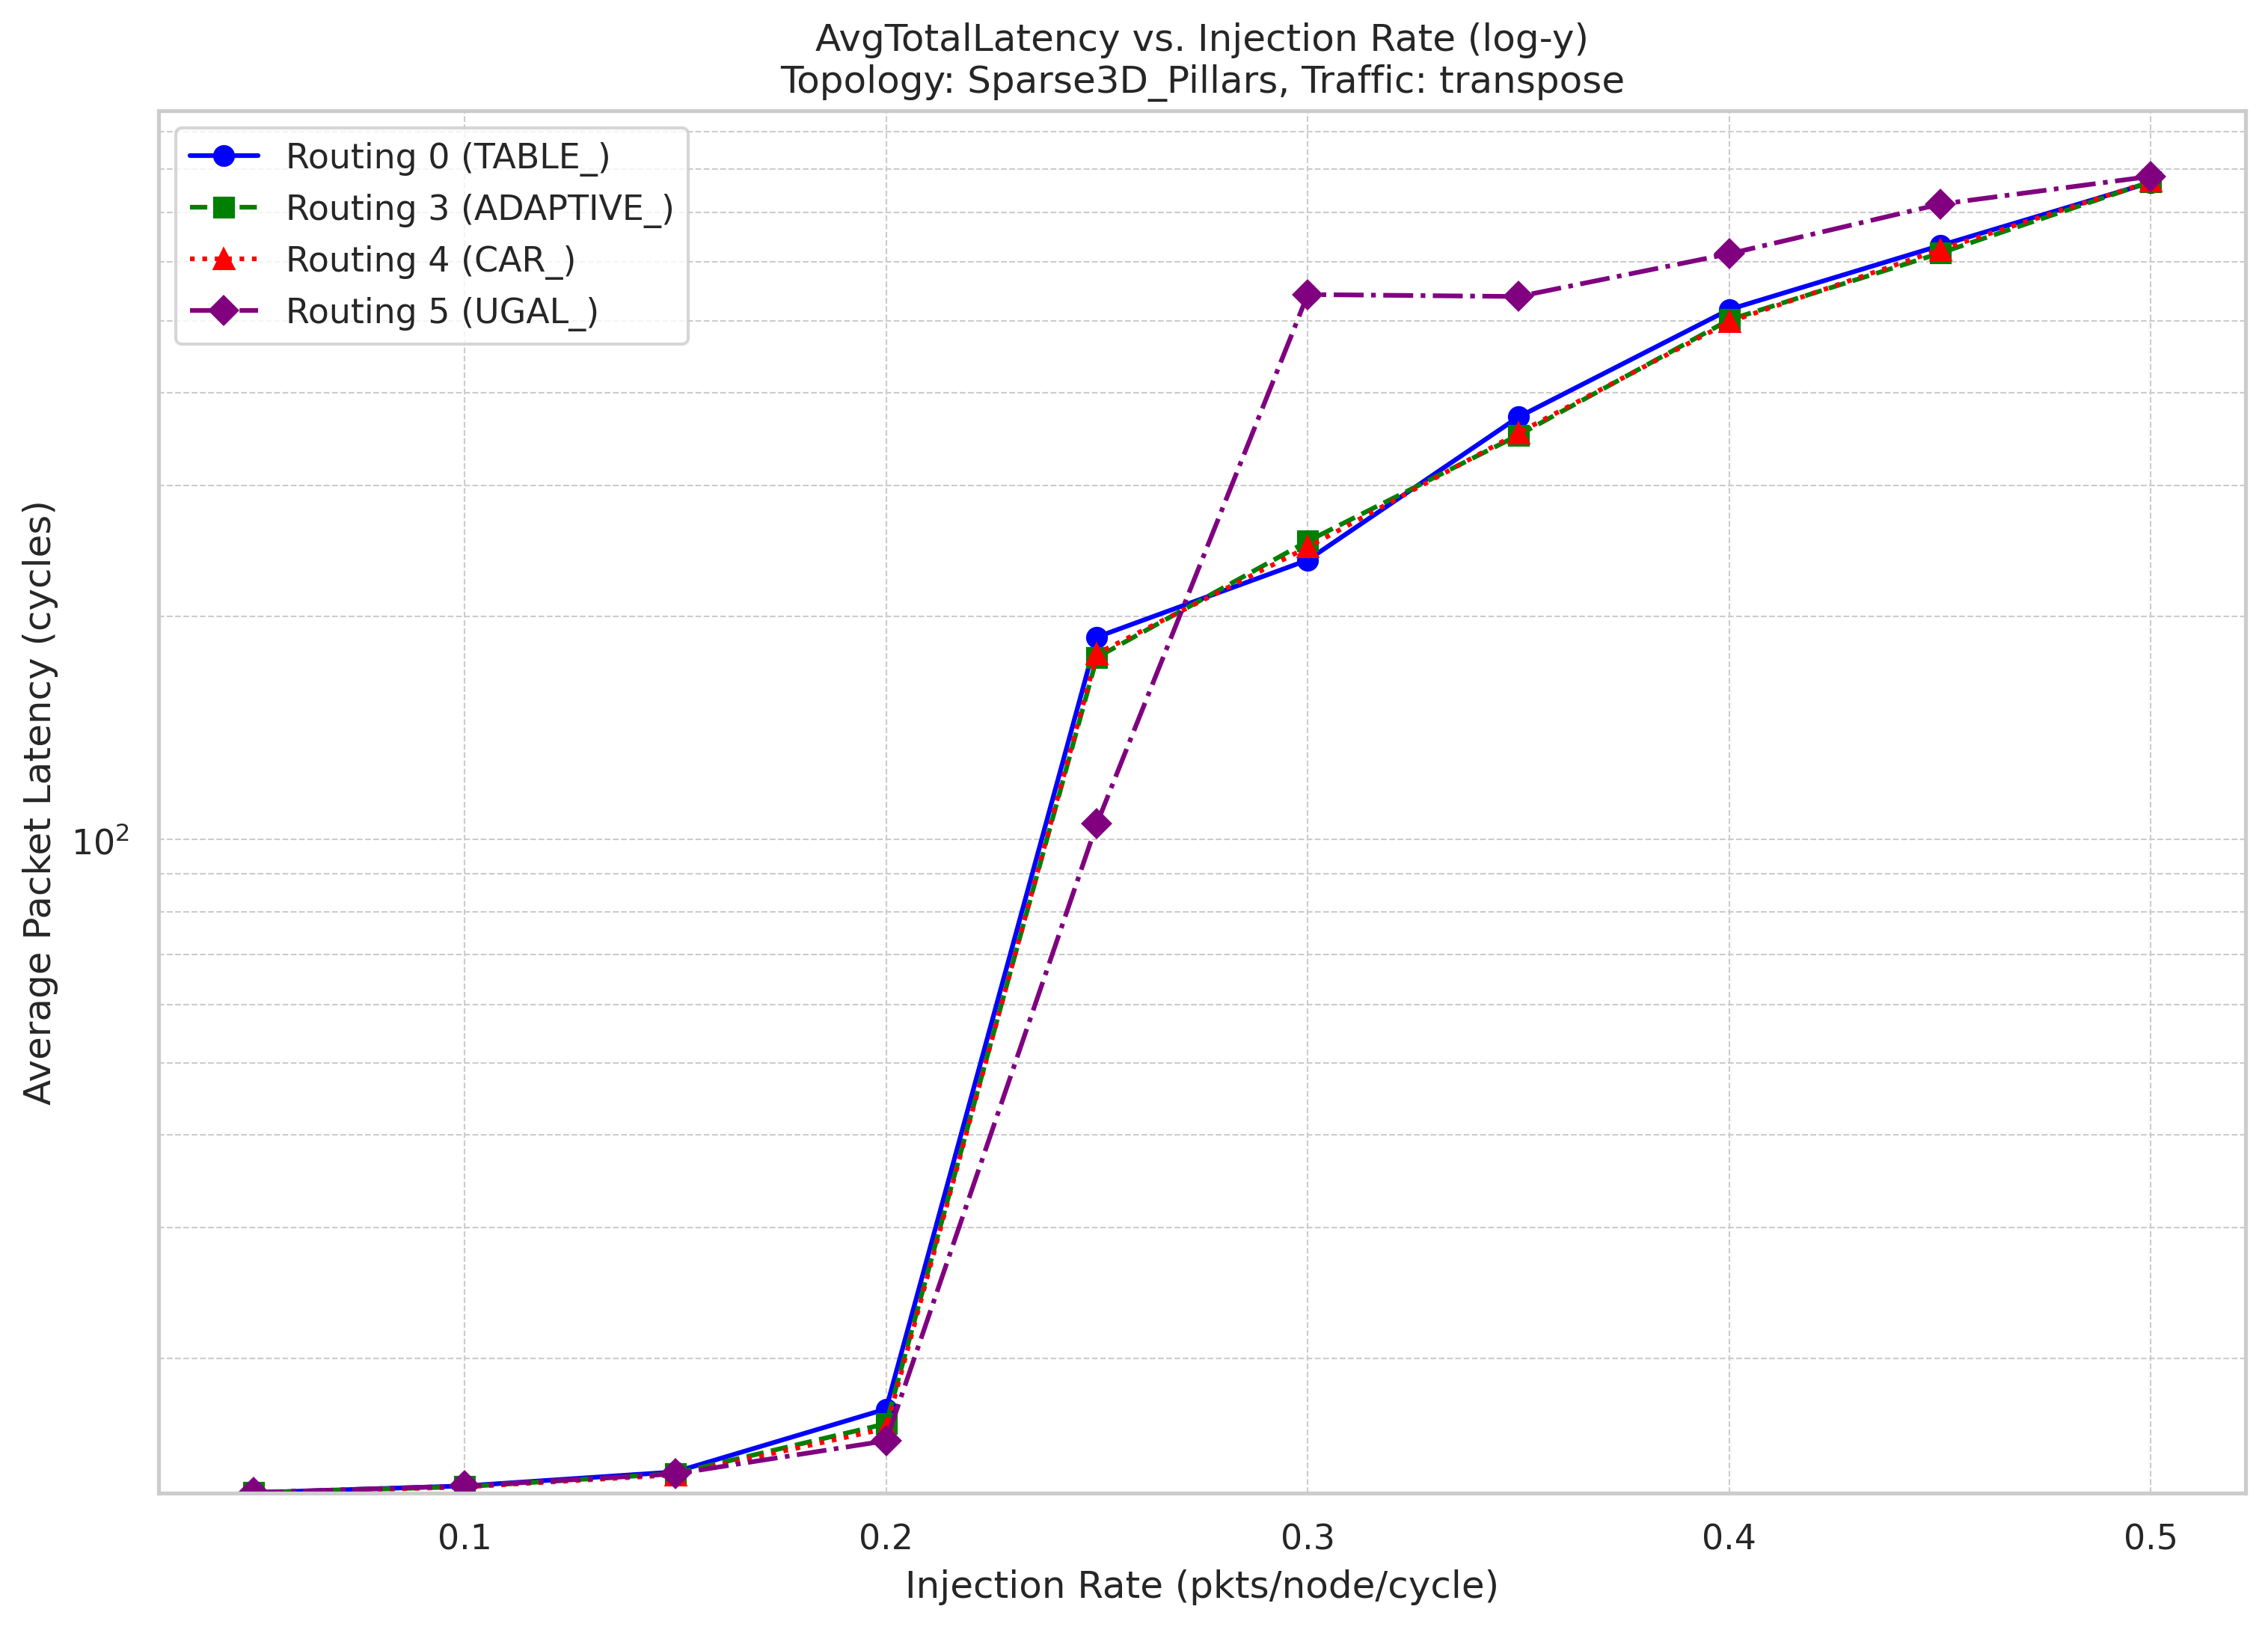 AvgTotalLatency vs. Injection Rate (log-y)
Topology: Sparse3D_Pillars, Traffic: transpose
Routing 0 (TABLE_)
Routing 3 (ADAPTIVE_)
Routing 4 (CAR_)
Routing 5 (UGAL_)
Average Packet Latency (cycles)
10²
0.1
0.2
0.3
0.4
0.5
Injection Rate (pkts/node/cycle)